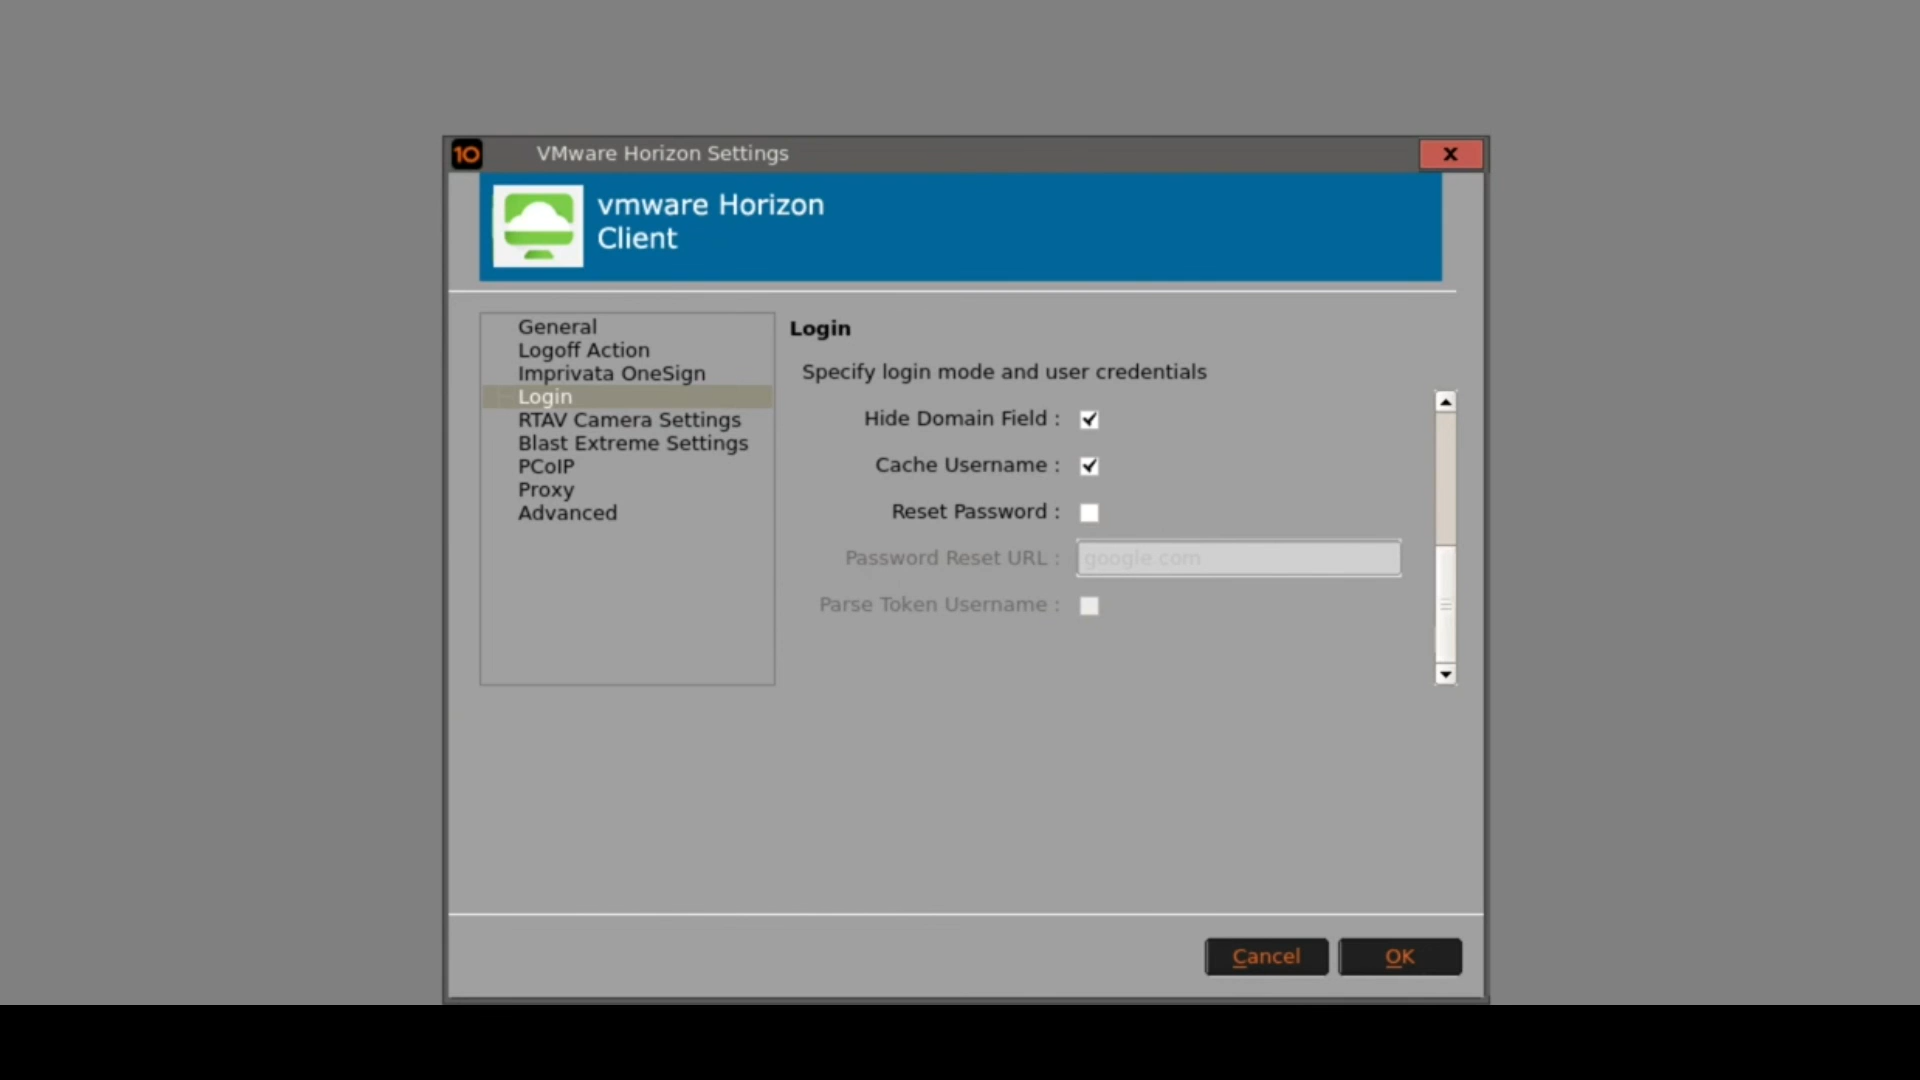 10
VMware Horizon Settings
X
vmware Horizon
Client
General
Logoff Action
Imprivata OneSign
Login
RTAV Camera Settings
Blast Extreme Settings
PCoIP
Proxy
Advanced
Login
Specify login mode and user credentials
Hide Domain Field :
Cache Username :
Reset Password :
Password Reset URL : google.com
Parse Token Username :
Cancel
OK